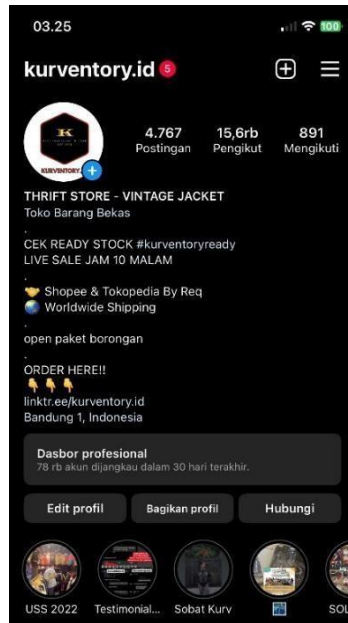 03.25
100
kurventory.id 5
K
KURVENTORY.
4.767 15,6rb 891
Postingan Pengikut Mengikuti
THRIFT STORE - VINTAGE JACKET
Toko Barang Bekas
.
CEK READY STOCK #kurventoryready
LIVE SALE JAM 10 MALAM
.
🤝 Shopee & Tokopedia By Req
🌏 Worldwide Shipping
.
open paket borongan
.
ORDER HERE!!
👇👇👇
linktr.ee/kurventory.id
Bandung 1, Indonesia
Dasbor profesional
78 rb akun dijangkau dalam 30 hari terakhir.
Edit profil Bagikan profil Hubungi
USS 2022 Testimonial... Sobat Kurv SOL